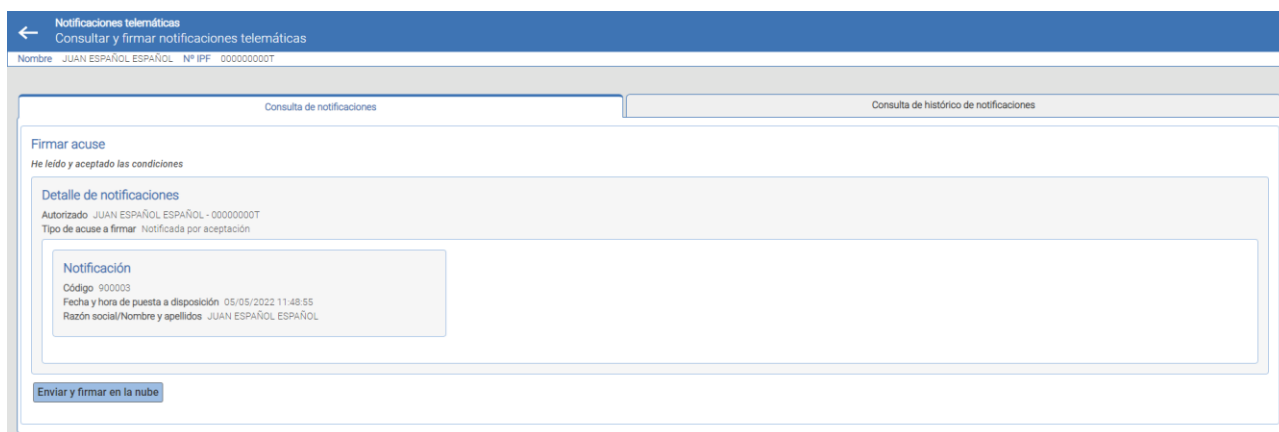 Notificaciones telemáticas
Consultar y firmar notificaciones telemáticas
Nombre JUAN ESPAÑOL ESPAÑOL Nº IPF 000000000T
Consulta de notificaciones
Consulta de histórico de notificaciones
Firmar acuse
He leído y aceptado las condiciones
Detalle de notificaciones
Autorizado JUAN ESPAÑOL ESPAÑOL - 00000000T
Tipo de acuse a firmar Notificada por aceptación
Notificación
Código 900003
Fecha y hora de puesta a disposición 05/05/2022 11:48:55
Razón social/Nombre y apellidos JUAN ESPAÑOL ESPAÑOL
Enviar y firmar en la nube